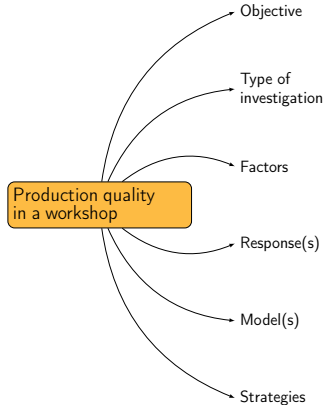 Objective
Type of
investigation
Factors
Production quality
in a workshop
Response(s)
Model(s)
Strategies